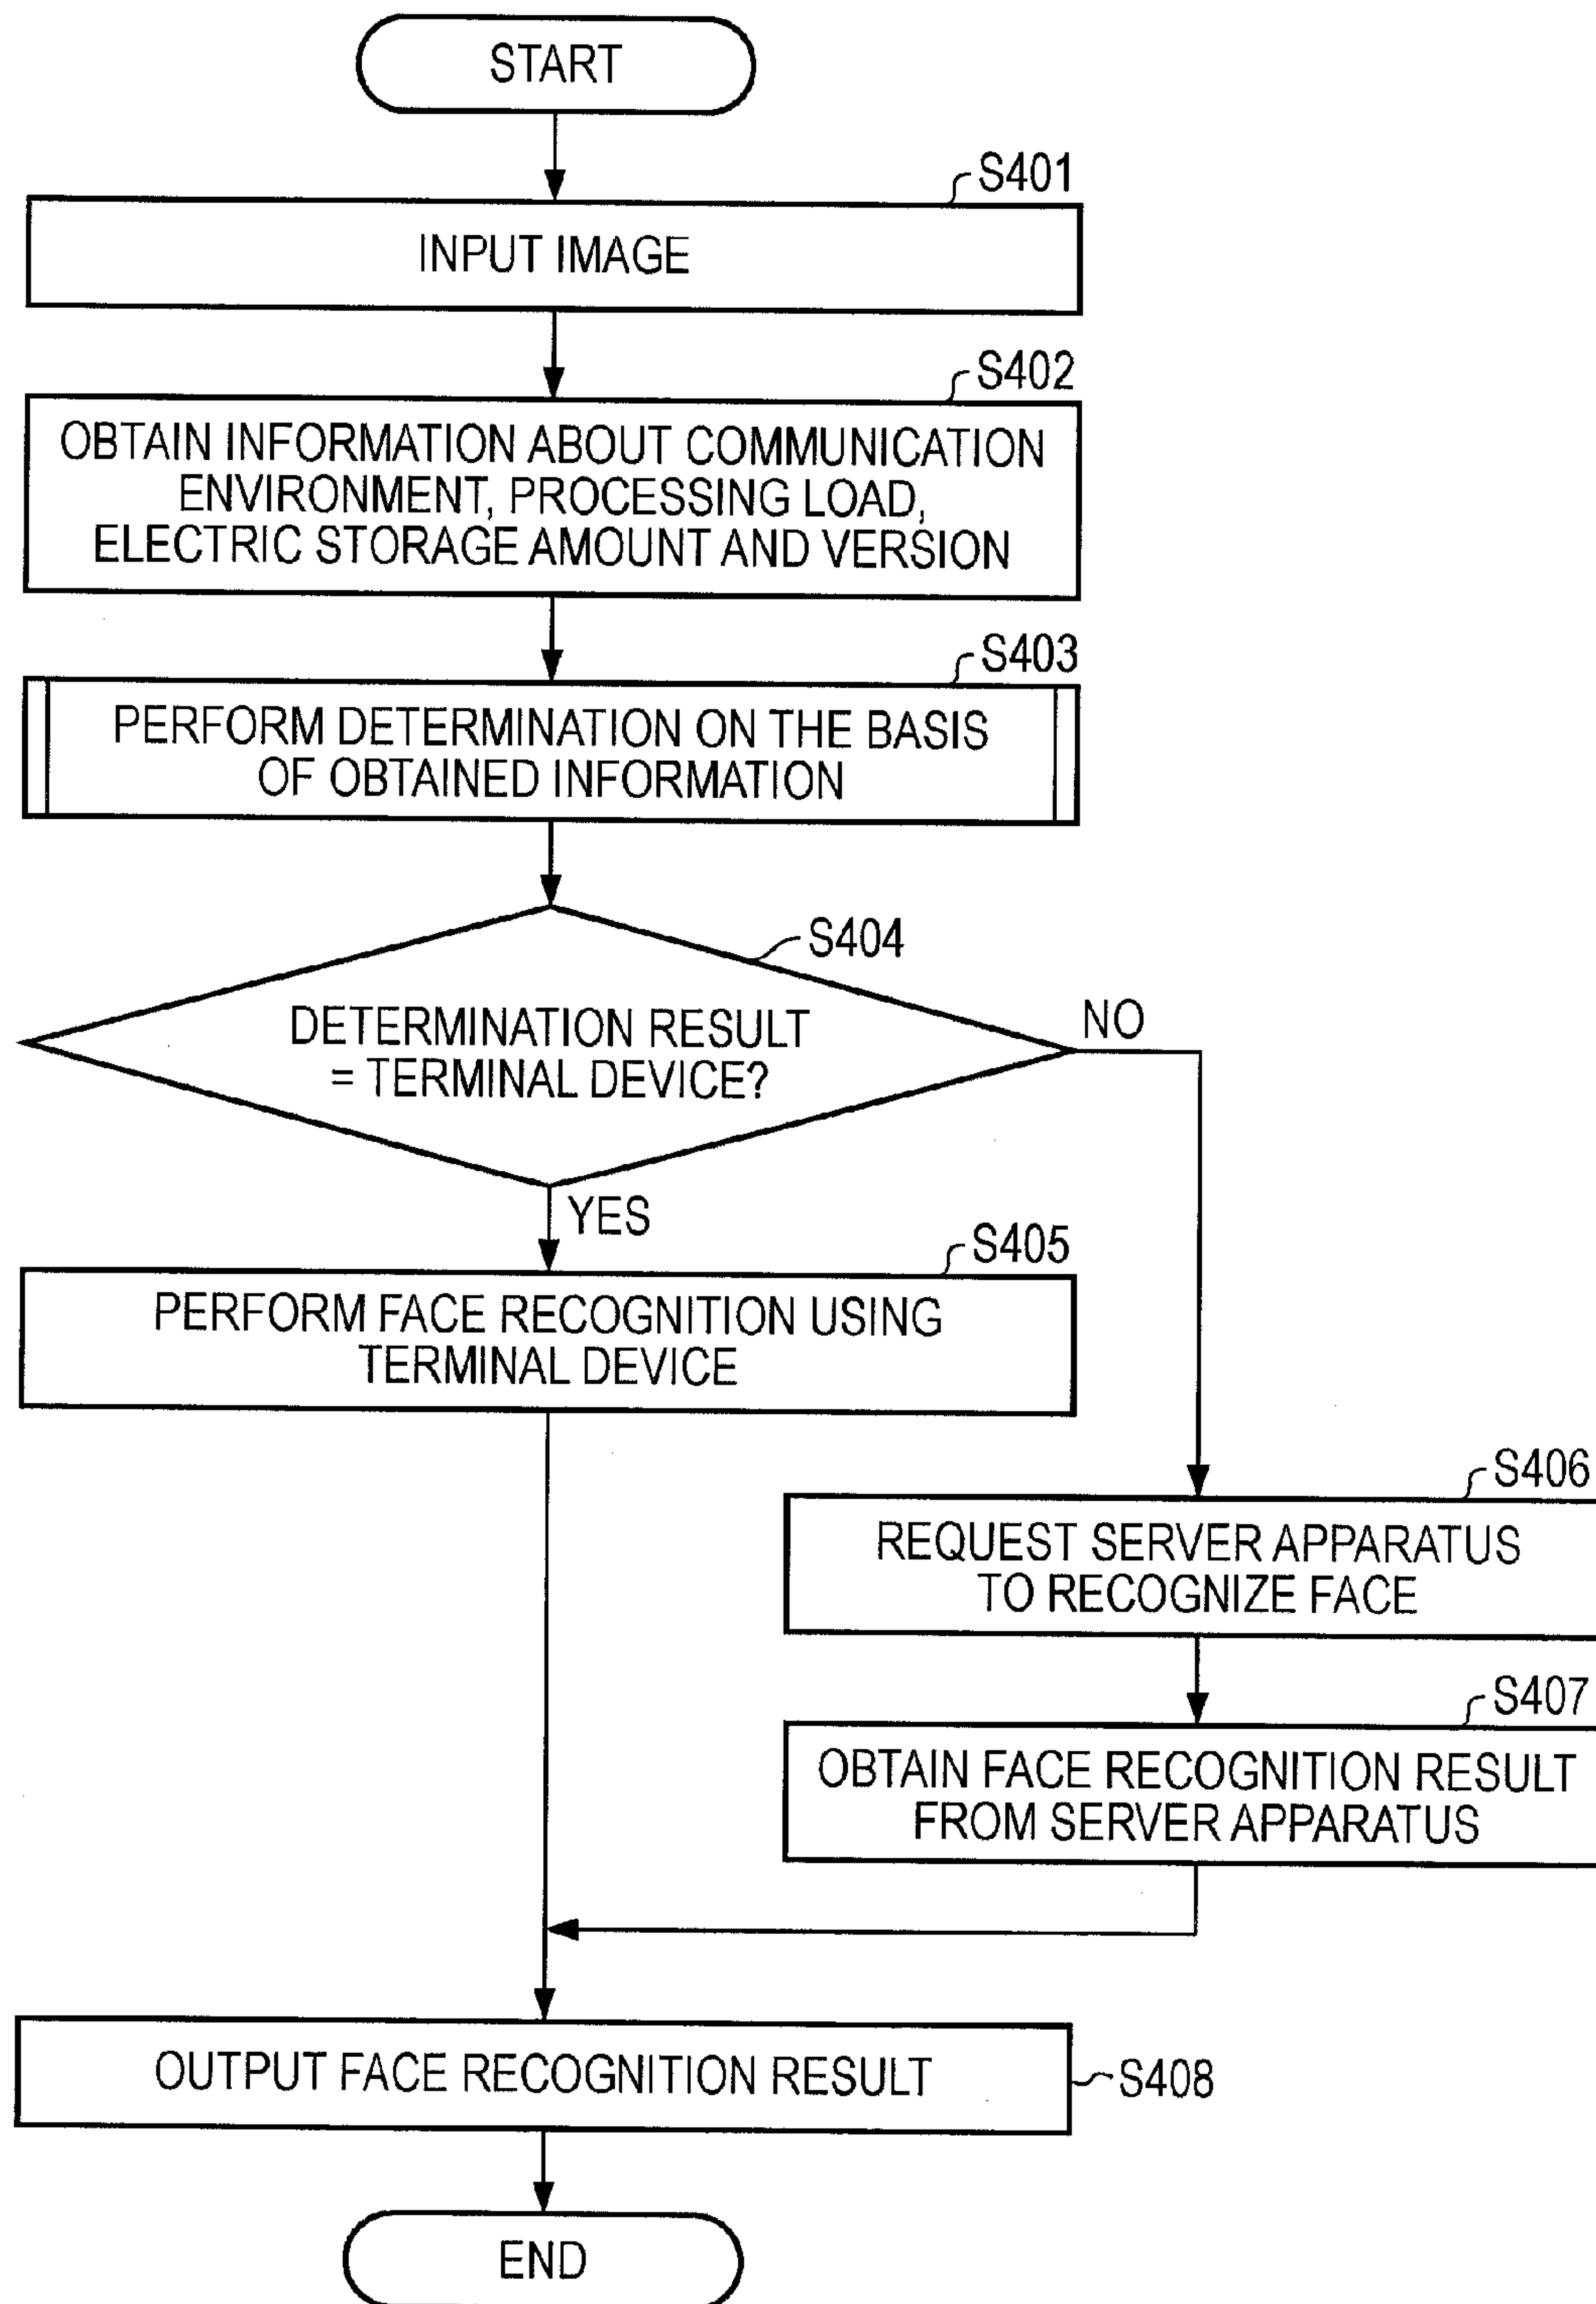 START
S401
INPUT IMAGE
S402
OBTAIN INFORMATION ABOUT COMMUNICATION
ENVIRONMENT, PROCESSING LOAD,
ELECTRIC STORAGE AMOUNT AND VERSION
S403
PERFORM DETERMINATION ON THE BASIS
OF OBTAINED INFORMATION
S404
DETERMINATION RESULT
= TERMINAL DEVICE?
NO
YES
S405
PERFORM FACE RECOGNITION USING
TERMINAL DEVICE
S406
REQUEST SERVER APPARATUS
TO RECOGNIZE FACE
S407
OBTAIN FACE RECOGNITION RESULT
FROM SERVER APPARATUS
OUTPUT FACE RECOGNITION RESULT
S408
END